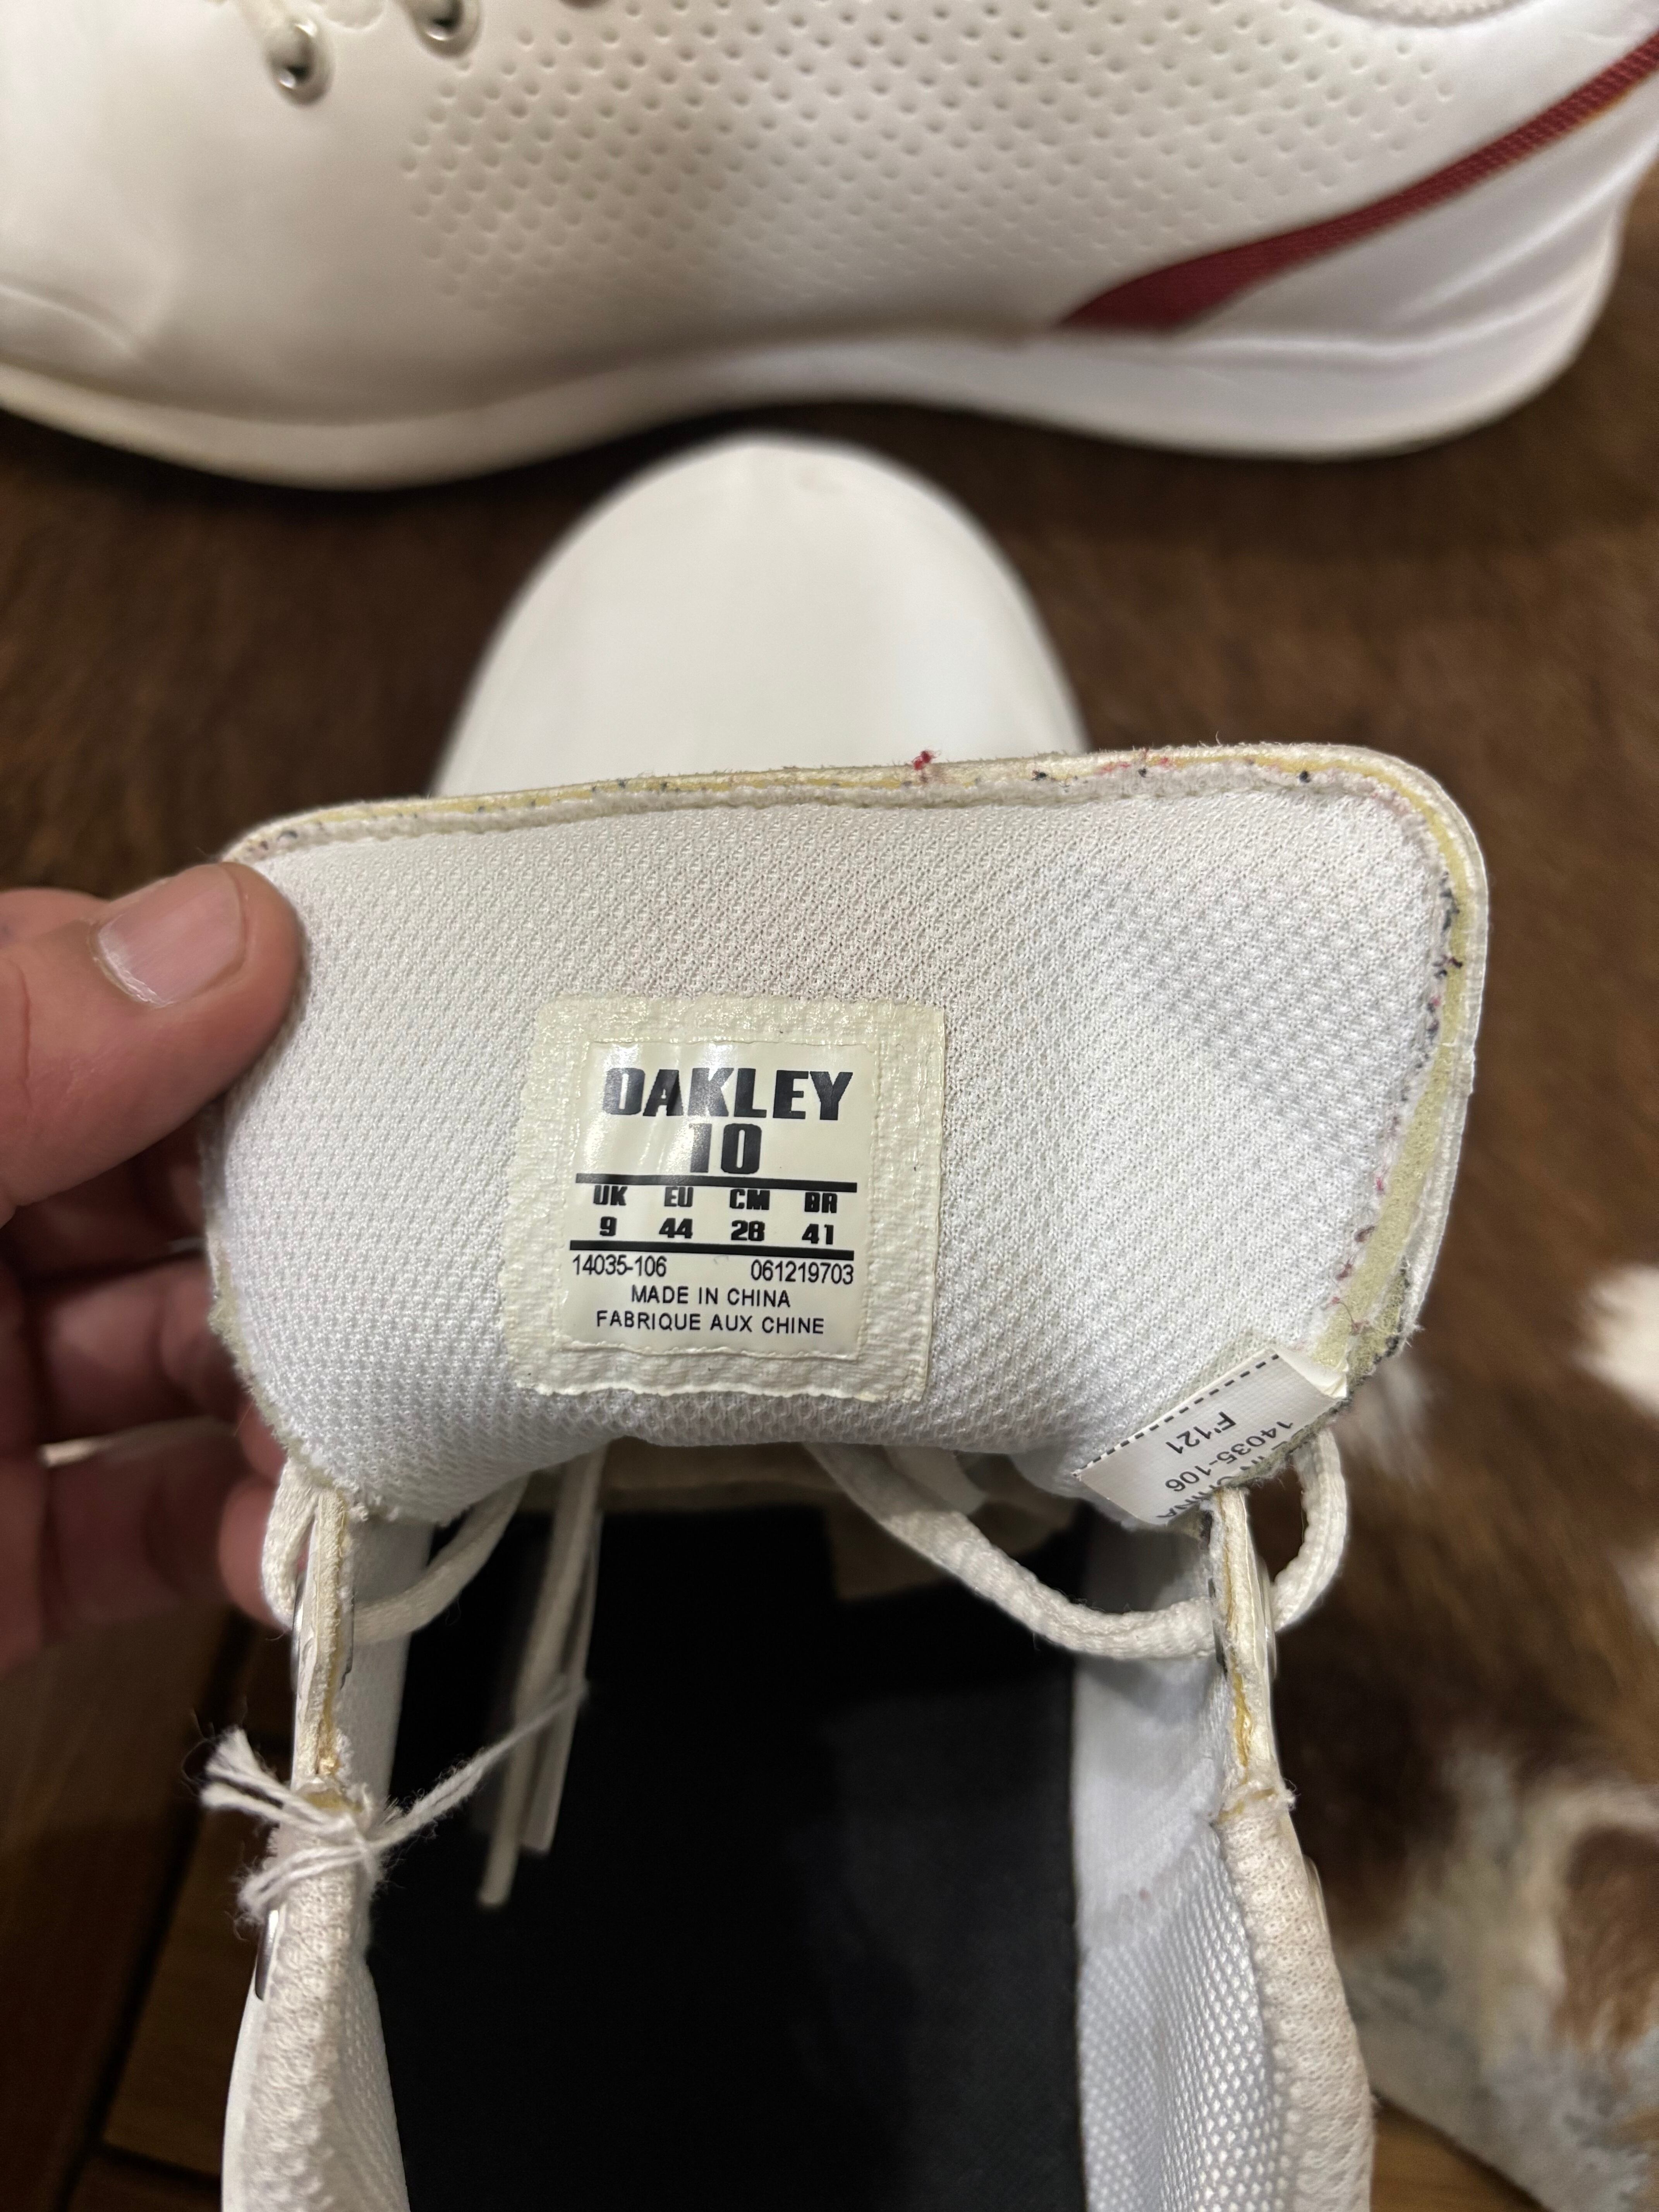 OAKLEY
10
UK EU CM BR
9 44 28 41
14035-106 061219703
MADE IN CHINA
FABRIQUE AUX CHINE
14035-106
F'121